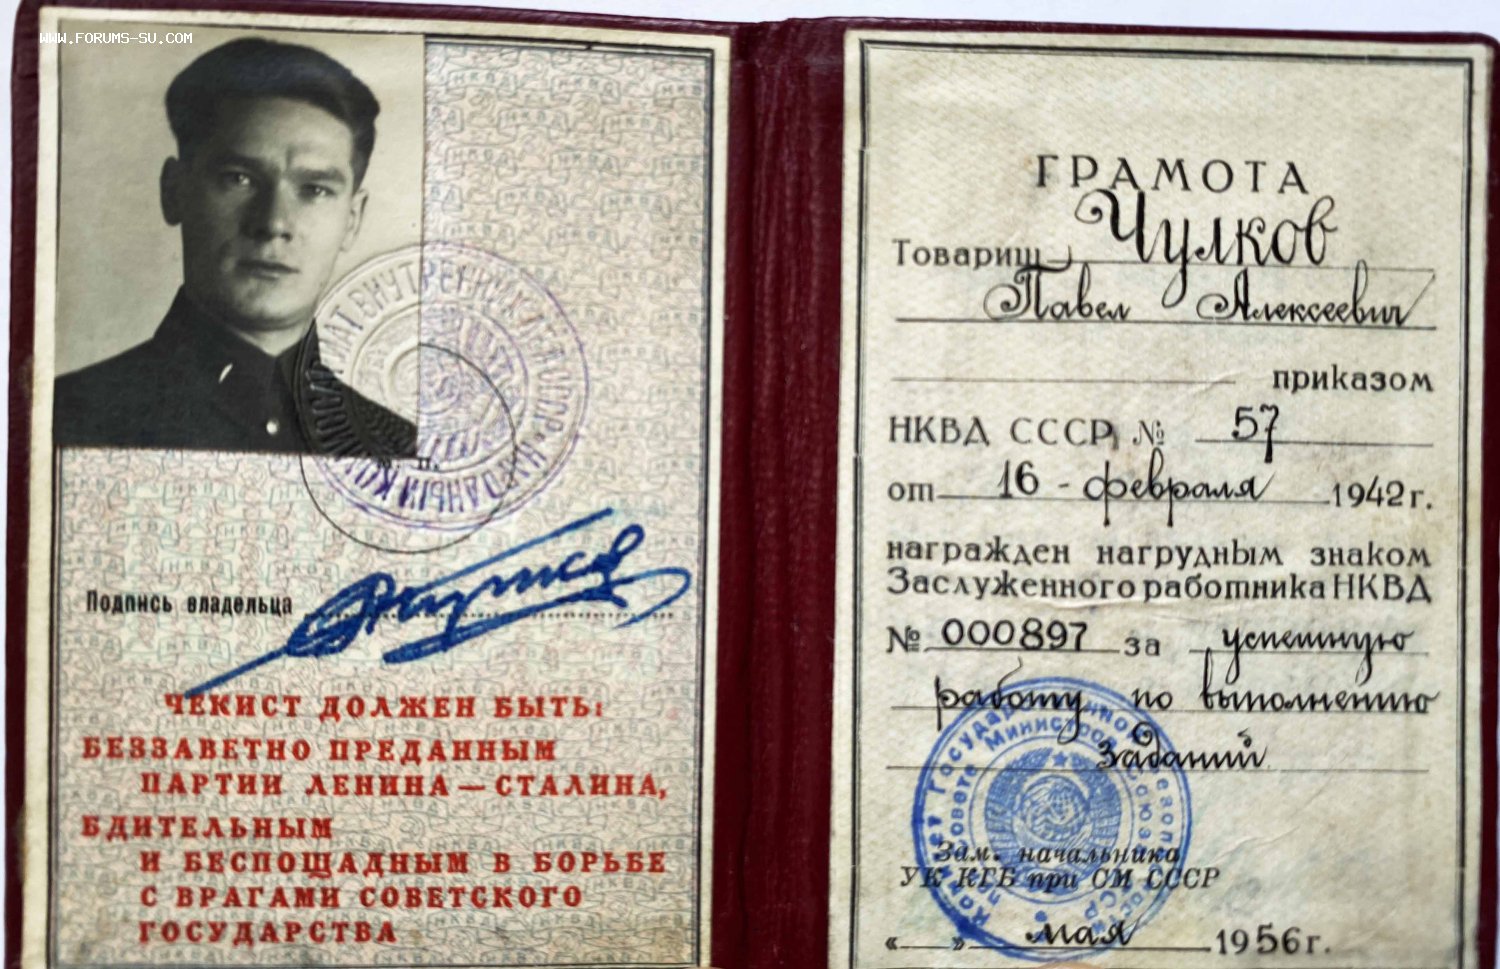 WWW.FORUMS-SU.COM
Подпись владельца
ЧЕКИСТ ДОЛЖЕН БЫТЬ:
БЕЗЗАВЕТНО ПРЕДАННЫМ
ПАРТИИ ЛЕНИНА — СТАЛИНА,
БДИТЕЛЬНЫМ
И БЕСПОЩАДНЫМ В БОРЬБЕ
С ВРАГАМИ СОВЕТСКОГО
ГОСУДАРСТВА
ГРАМОТА
Товарищ Чулков
Павел Алексеевич
приказом
НКВД СССР № 57
от 16 - февраля 1942 г.
награжден нагрудным знаком
Заслуженного работника НКВД
№ 000897 за успешную
работу по выполнению
заданий
Зам. начальника
УК КГБ при СМ СССР
« » мая 1956 г.